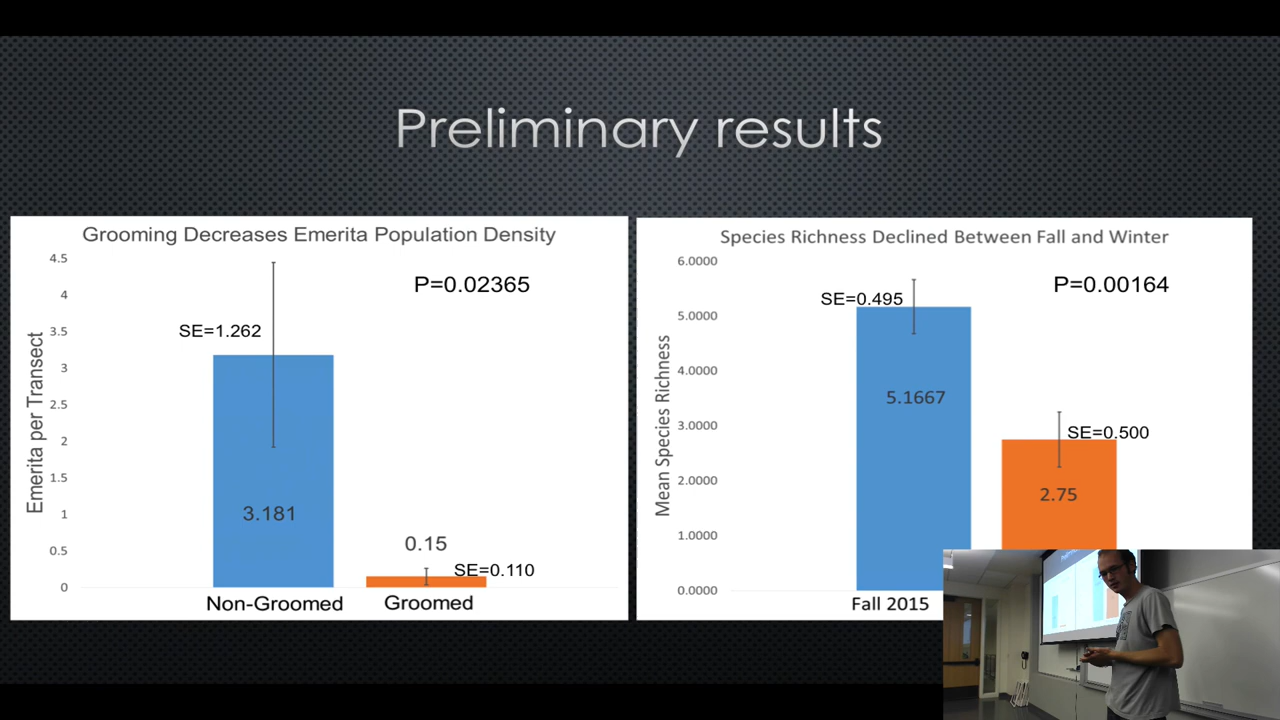 Preliminary results
Grooming Decreases Emerita Population Density
P=0.02365
4.5
4
3.5
3
2.5
2
1.5
1
0.5
0
Emerita per Transect
SE=1.262
3.181
0.15
SE=0.110
Non-Groomed
Groomed
Species Richness Declined Between Fall and Winter
P=0.00164
6.0000
5.0000
4.0000
3.0000
2.0000
1.0000
0.0000
Mean Species Richness
SE=0.495
5.1667
SE=0.500
2.75
Fall 2015